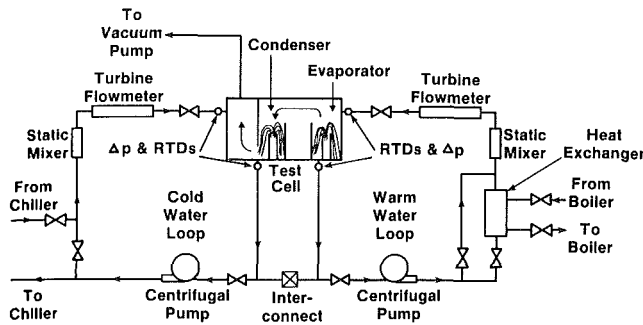 To
Vacuum
Pump
Condenser
Evaporator
Turbine
Flowmeter
Turbine
Flowmeter
Static
Mixer
Δp & RTDs
RTDs & Δp
Static
Mixer
Heat
Exchanger
Test
Cell
From
Chiller
Cold
Water
Loop
Warm
Water
Loop
From
Boiler
To
Boiler
To
Chiller
Centrifugal
Pump
Inter-
connect
Centrifugal
Pump